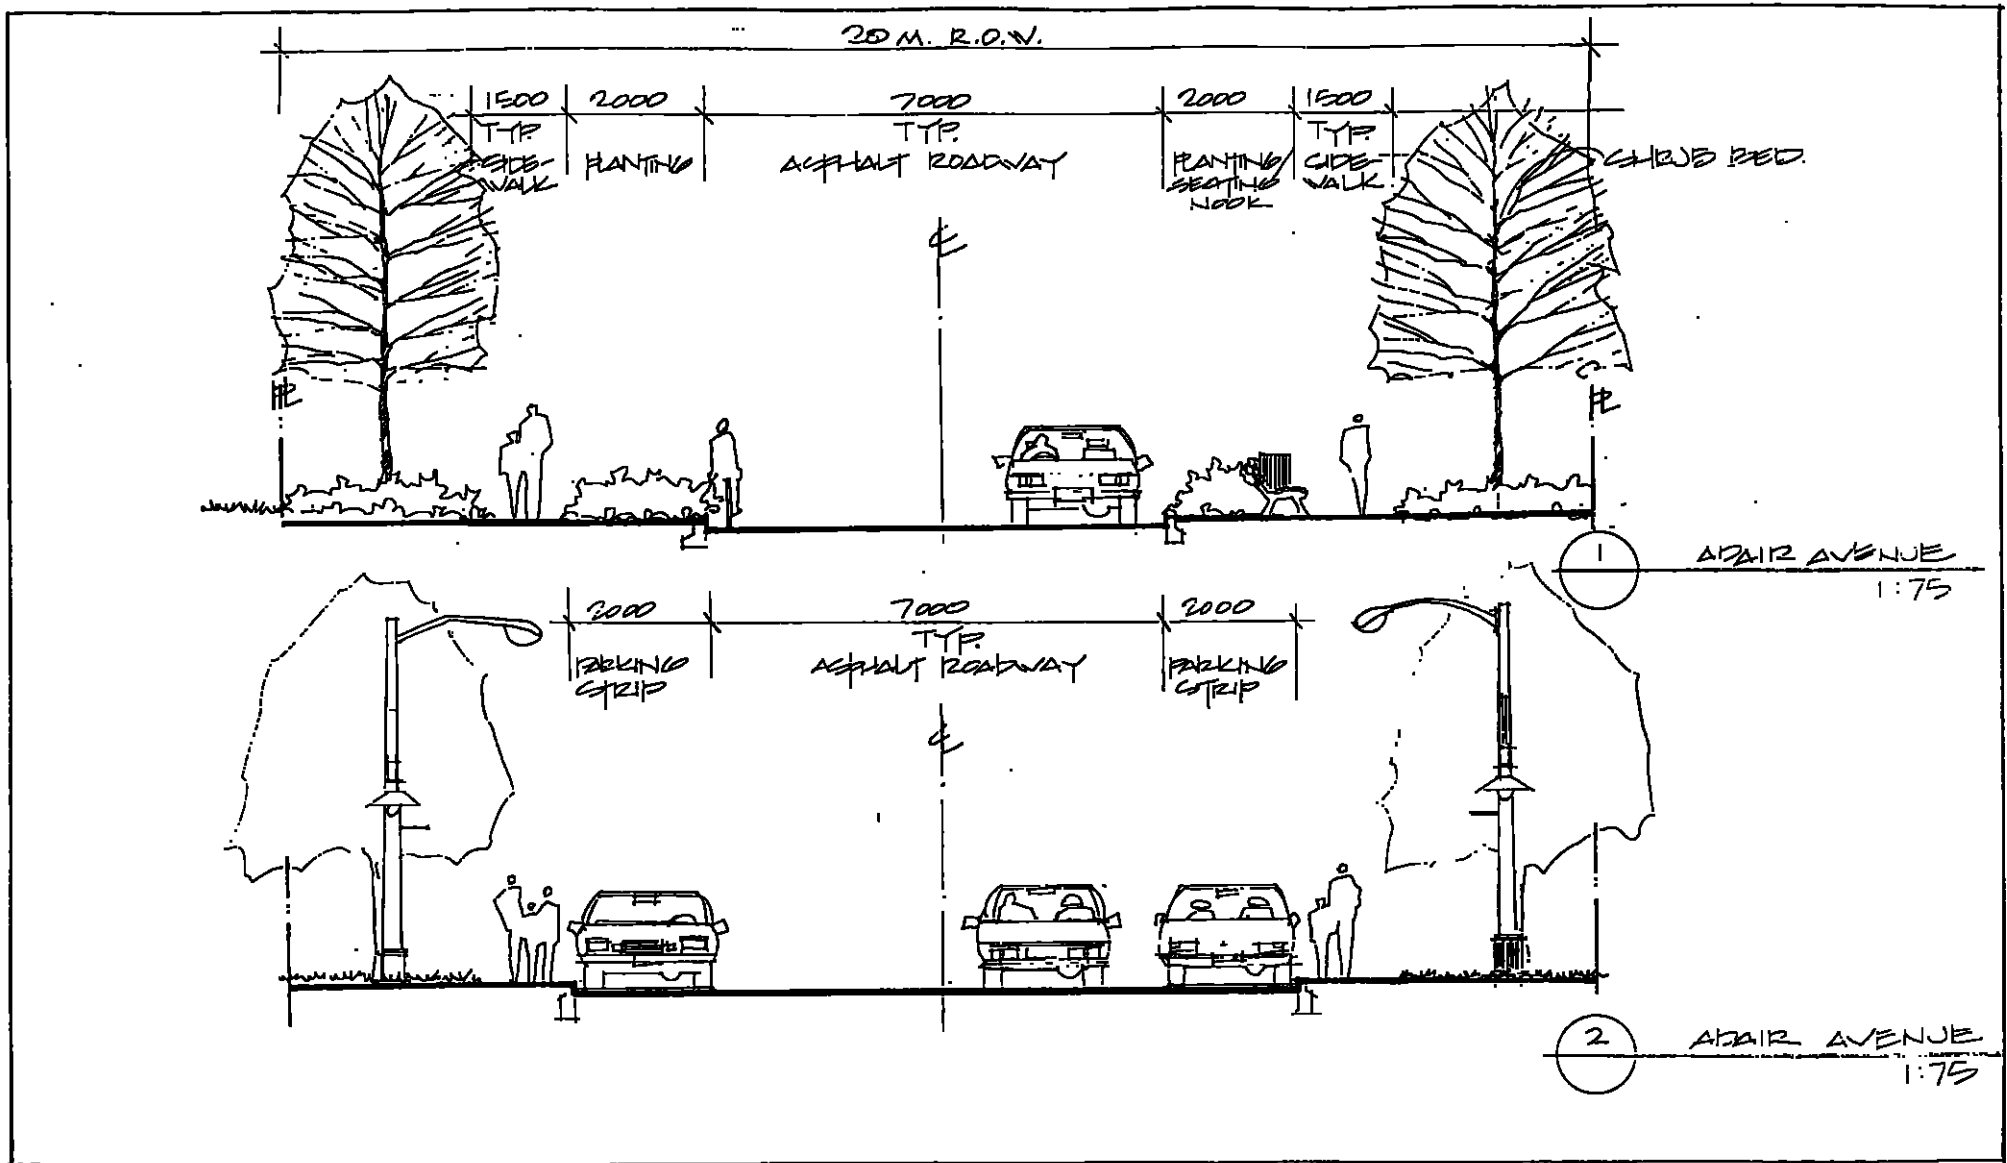 20 M. R.O.W.
1500 2000 7000 2000 1500
TYP. TYP. TYP.
SIDE-WALK PLANTING ASPHALT ROADWAY PLANTING SEATING NOOK SIDE-WALK SHRUB BED.
℄
PL PL
1 ADAIR AVENUE
1:75
2000 7000 2000
TYP.
PARKING STRIP ASPHALT ROADWAY PARKING STRIP
℄
2 ADAIR AVENUE
1:75